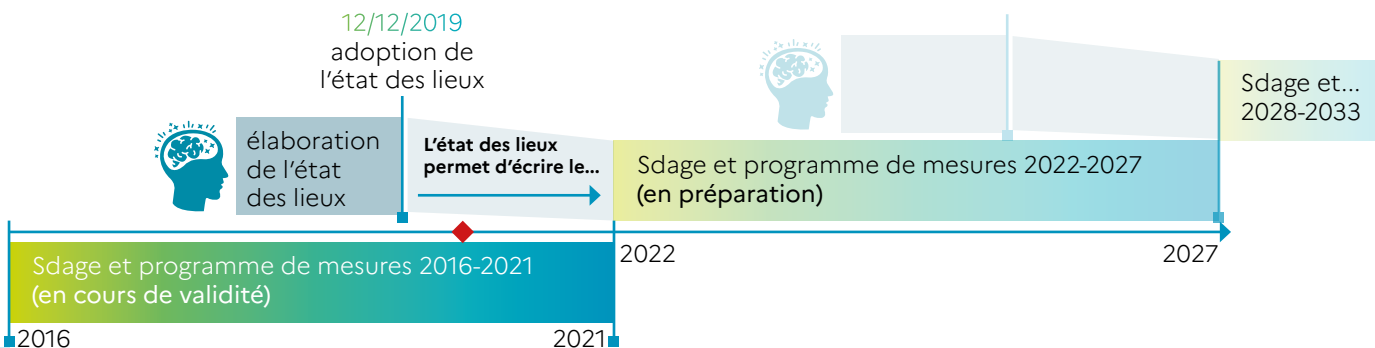 12/12/2019
adoption de
l'état des lieux
élaboration
de l'état
des lieux
L'état des lieux
permet d'écrire le...
Sdage et programme de mesures 2022-2027
(en préparation)
Sdage et...
2028-2033
2022
2027
Sdage et programme de mesures 2016-2021
(en cours de validité)
2016
2021